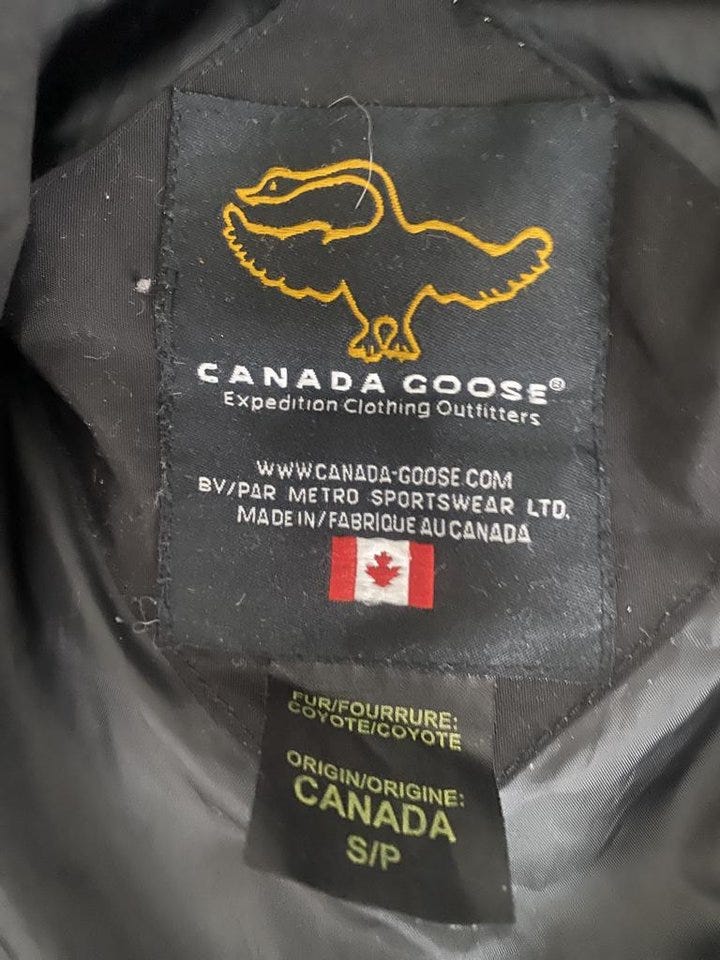 CANADA GOOSE®
Expedition Clothing Outfitters
WWW.CANADA-GOOSE.COM
BY/PAR METRO SPORTSWEAR LTD.
MADE IN/FABRIQUE AU CANADA
FUR/FOURRURE:
COYOTE/COYOTE
ORIGIN/ORIGINE:
CANADA
S/P